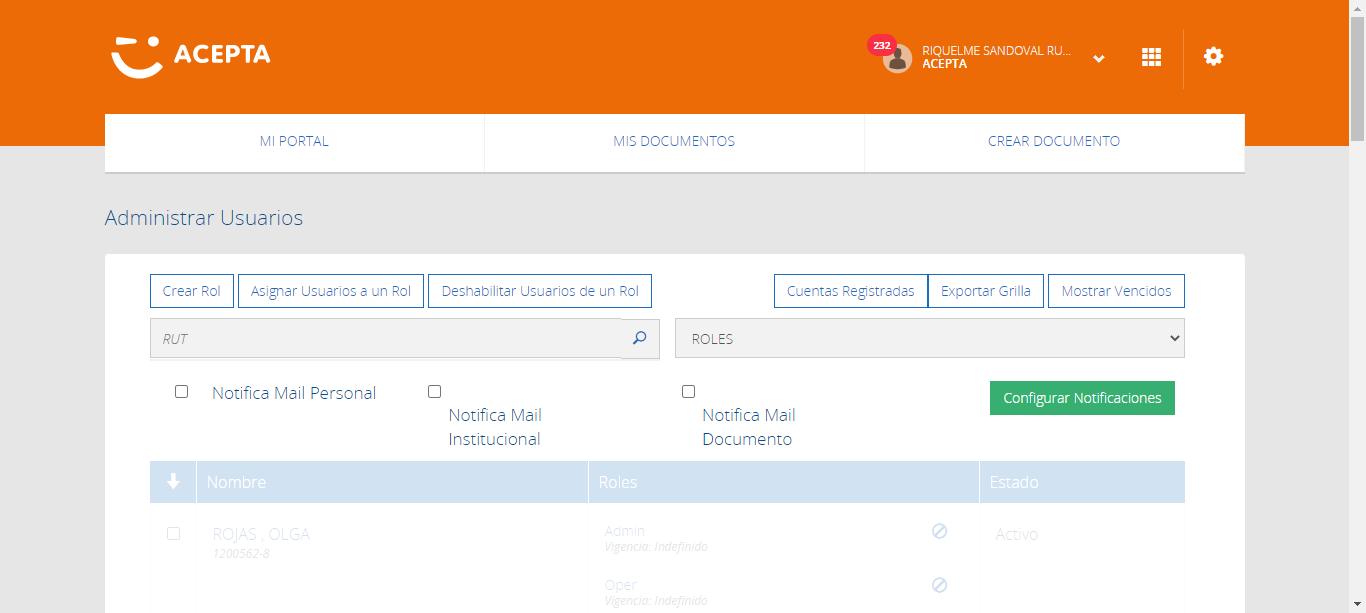 ACEPTA
232
RIQUELME SANDOVAL RU...
ACEPTA
MI PORTAL
MIS DOCUMENTOS
CREAR DOCUMENTO
Administrar Usuarios
Crear Rol
Asignar Usuarios a un Rol
Deshabilitar Usuarios de un Rol
Cuentas Registradas
Exportar Grilla
Mostrar Vencidos
RUT
ROLES
Notifica Mail Personal
Notifica Mail
Institucional
Notifica Mail
Documento
Configurar Notificaciones
Nombre
Roles
Estado
ROJAS , OLGA
1200562-8
Admin
Vigencia: Indefinido
Activo
Oper
Vigencia: Indefinido